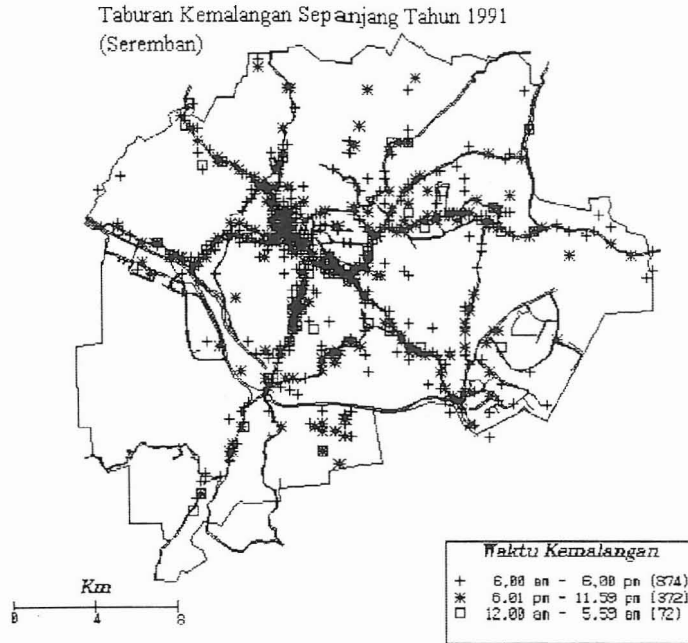 Taburan Kemalangan Sepanjang Tahun 1991
(Seremban)
Waktu Kemalangan
+ 6.00 am - 6.00 pm (874)
* 6.01 pm - 11.59 pm (372)
□ 12.00 am - 5.59 am (72)
Km
0 4 8